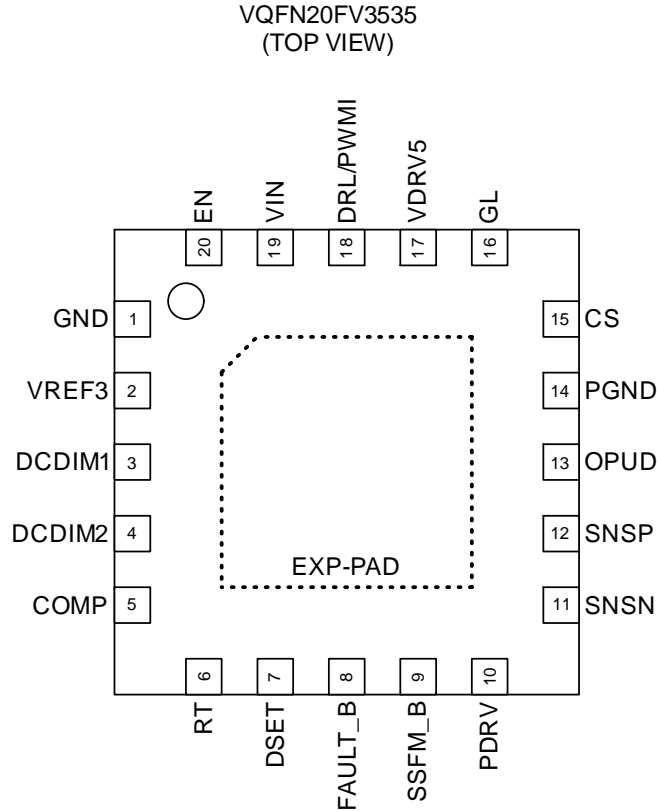 VQFN20FV3535
(TOP VIEW)
EN
VIN
DRL/PWMI
VDRV5
GL
20
19
18
17
16
GND 1
15 CS
VREF3 2
14 PGND
DCDIM1 3
13 OPUD
DCDIM2 4
12 SNSP
EXP-PAD
COMP 5
11 SNSN
6
7
8
9
10
RT
DSET
FAULT_B
SSFM_B
PDRV